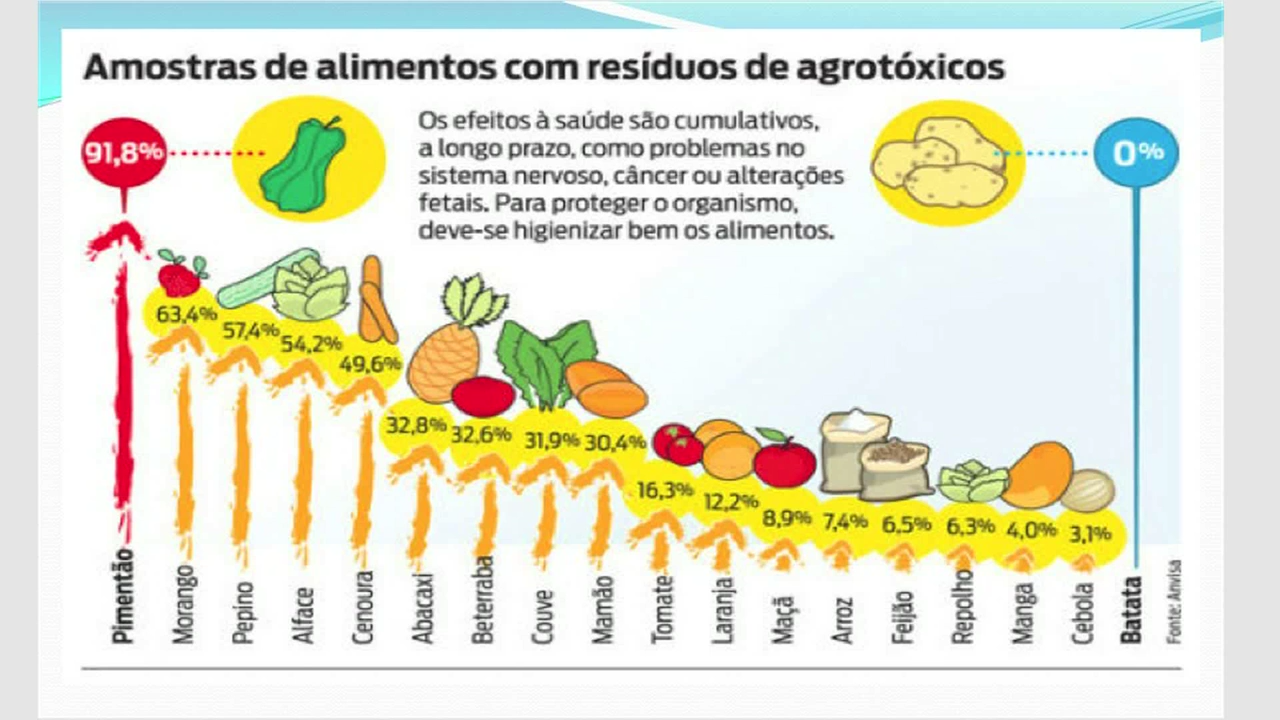 Amostras de alimentos com resíduos de agrotóxicos
91,8%
Os efeitos à saúde são cumulativos,
a longo prazo, como problemas no
sistema nervoso, câncer ou alterações
fetais. Para proteger o organismo,
deve-se higienizar bem os alimentos.
0%
63,4%
57,4%
54,2%
49,6%
32,8%
32,6%
31,9%
30,4%
16,3%
12,2%
8,9%
7,4%
6,5%
6,3%
4,0%
3,1%
Pimentão
Morango
Pepino
Alface
Cenoura
Abacaxi
Beterraba
Couve
Mamão
Tomate
Laranja
Maçã
Arroz
Feijão
Repolho
Manga
Cebola
Batata
Fonte: Anvisa